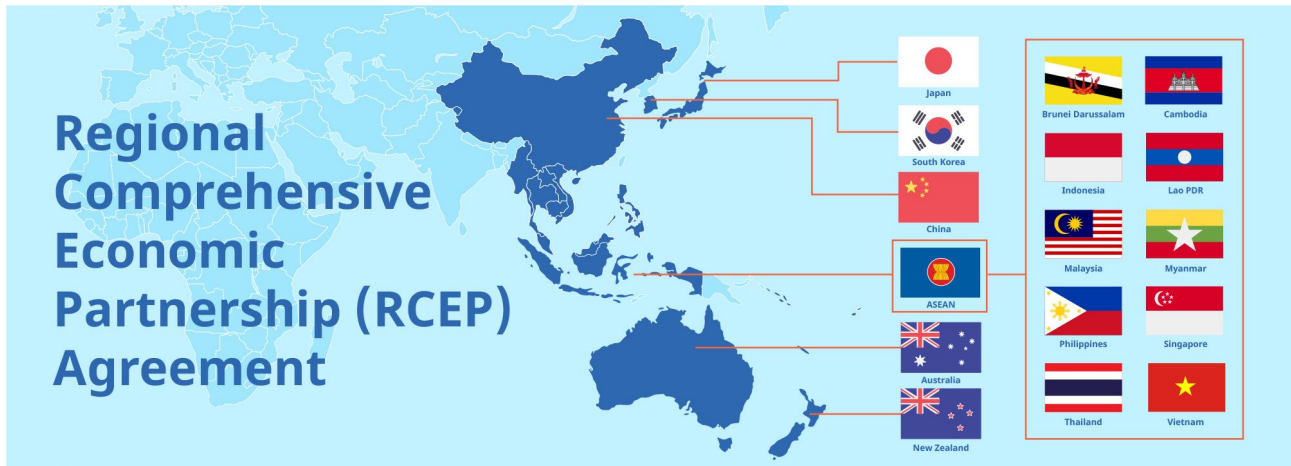 Regional
Comprehensive
Economic
Partnership (RCEP)
Agreement
Japan
South Korea
China
ASEAN
Australia
New Zealand
Brunei Darussalam
Cambodia
Indonesia
Lao PDR
Malaysia
Myanmar
Philippines
Singapore
Thailand
Vietnam